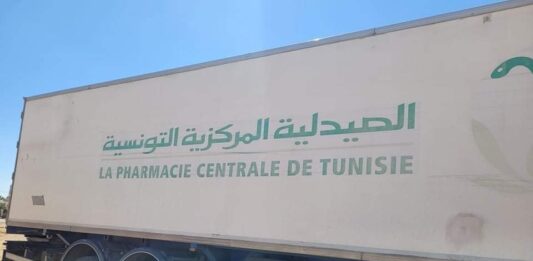 الصيدلية المركزية التونسية
LA PHARMACIE CENTRALE DE TUNISIE